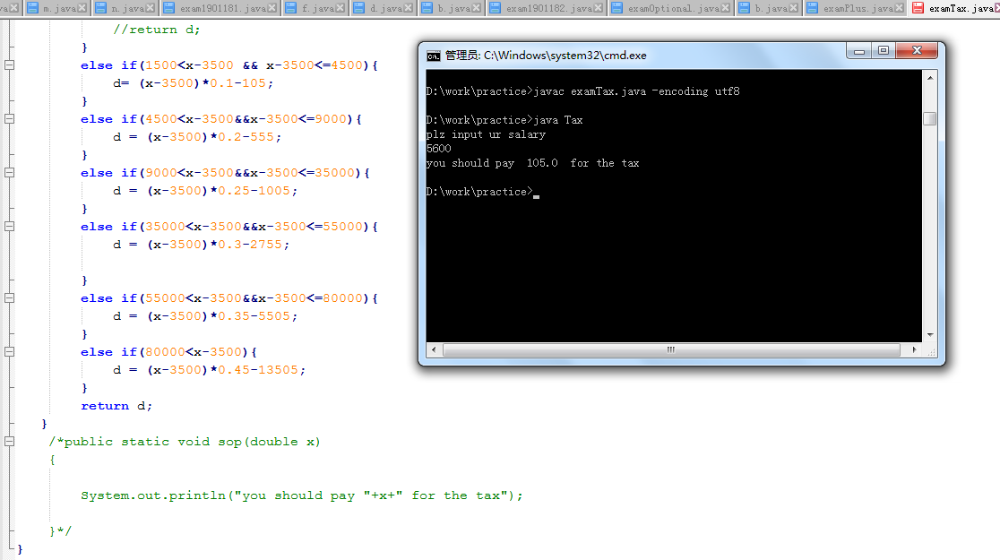 va m.java n.java exam1901181.java f.java d.java b.java exam1901182.java examOptional.java b.java examPlus.java examTax.java
//return d;
}
else if(1500<x-3500 && x-3500<=4500){
d= (x-3500)*0.1-105;
}
else if(4500<x-3500&&x-3500<=9000){
d = (x-3500)*0.2-555;
}
else if(9000<x-3500&&x-3500<=35000){
d = (x-3500)*0.25-1005;
}
else if(35000<x-3500&&x-3500<=55000){
d = (x-3500)*0.3-2755;
}
else if(55000<x-3500&&x-3500<=80000){
d = (x-3500)*0.35-5505;
}
else if(80000<x-3500){
d = (x-3500)*0.45-13505;
}
return d;
}
/*public static void sop(double x)
{
System.out.println("you should pay "+x+" for the tax");
}*/
}
管理员: C:\Windows\system32\cmd.exe
D:\work\practice>javac examTax.java -encoding utf8
D:\work\practice>java Tax
plz input ur salary
5600
you should pay  105.0  for the tax
D:\work\practice>_